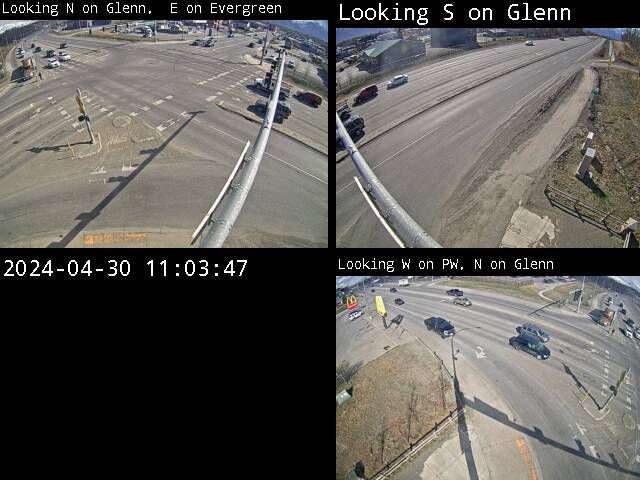 Looking N on Glenn,  E on Evergreen
Looking S on Glenn
2024-04-30 11:03:47
Looking W on PW, N on Glenn